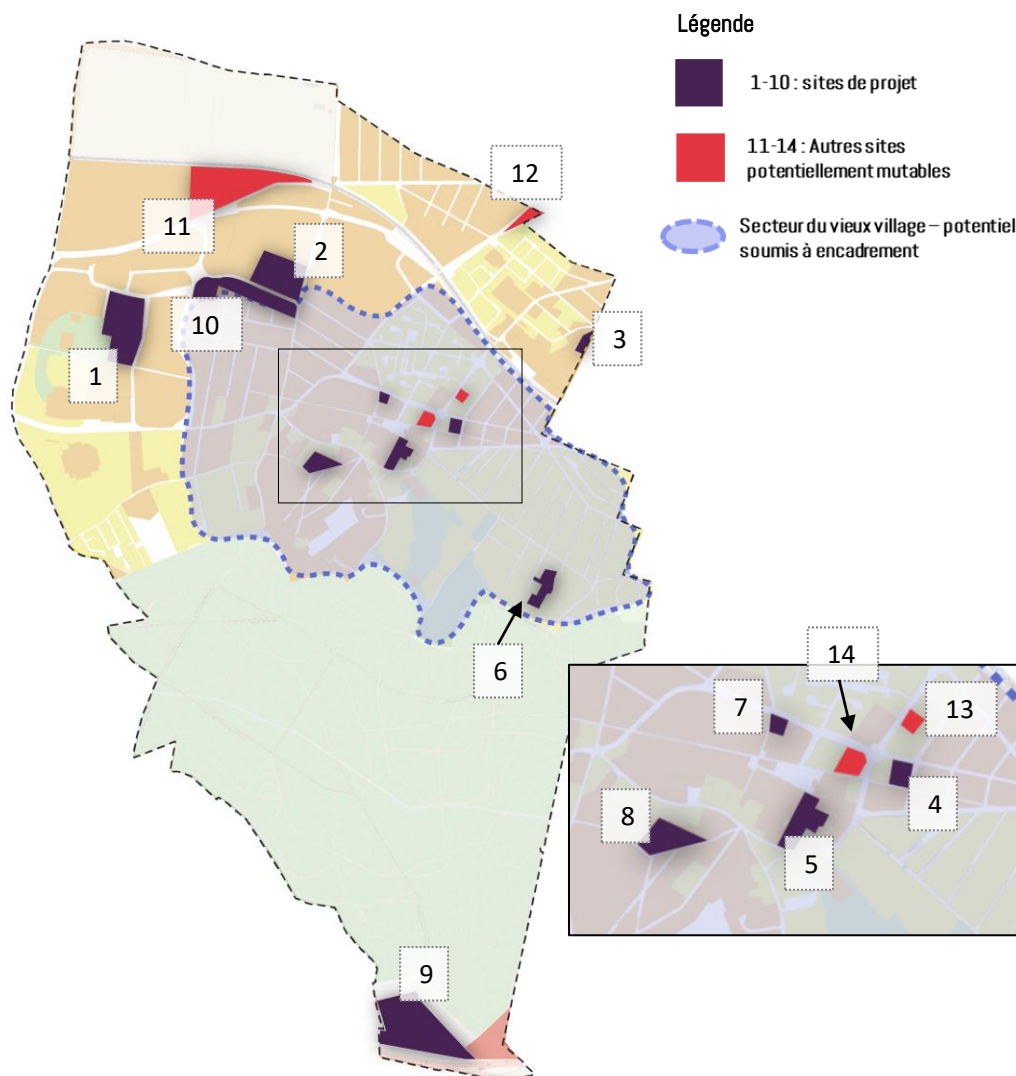 Légende
1-10 : sites de projet
11-14 : Autres sites
potentiellement mutables
Secteur du vieux village – potentiel
soumis à encadrement
12
11
2
10
3
1
6
14
7
13
4
8
5
9